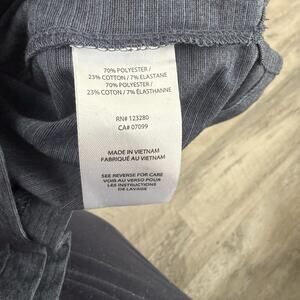 70% POLYESTER /
23% COTTON / 7% ELASTANE
70% POLYESTER /
23% COTON / 7% ÉLASTHANNE
RN# 123280
CA# 07099
MADE IN VIETNAM
FABRIQUÉ AU VIETNAM
SEE REVERSE FOR CARE
VOIR AU VERSO POUR
LES INSTRUCTIONS
DE LAVAGE